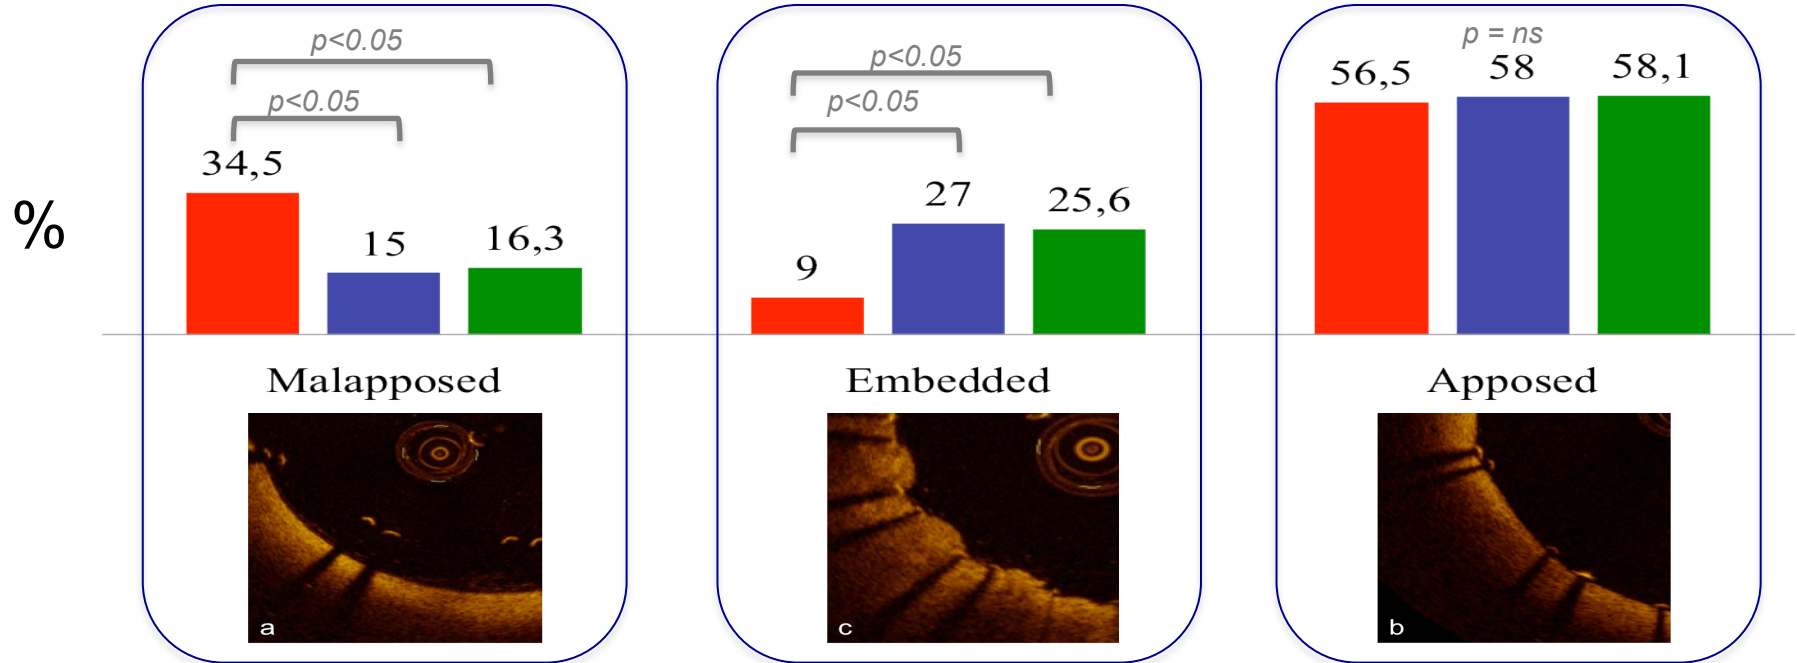 %
p<0.05
p<0.05
34,5
15
16,3
Malapposed
a
p<0.05
p<0.05
9
27
25,6
Embedded
c
p = ns
56,5
58
58,1
Apposed
b